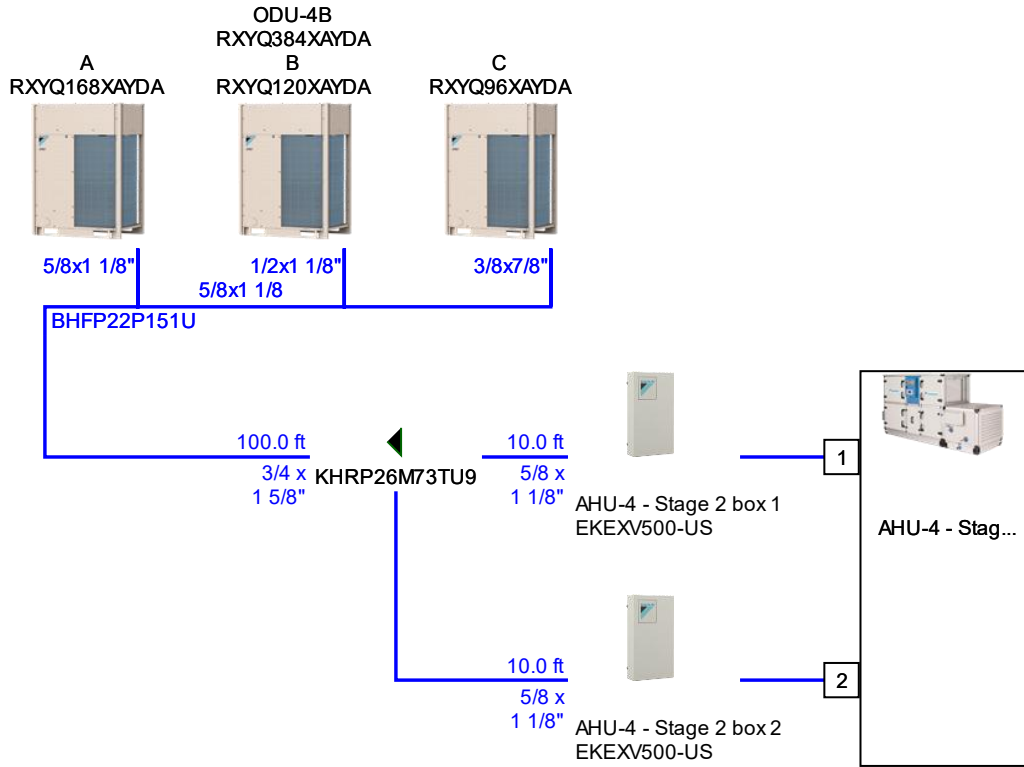 ODU-4B
RXYQ384XAYDA
A
B
C
RXYQ168XAYDA
RXYQ120XAYDA
RXYQ96XAYDA
5/8x1 1/8"
1/2x1 1/8"
3/8x7/8"
5/8x1 1/8
BHFP22P151U
100.0 ft
3/4 x
1 5/8"
KHRP26M73TU9
10.0 ft
5/8 x
1 1/8"
AHU-4 - Stage 2 box 1
EKEXV500-US
1
AHU-4 - Stag...
10.0 ft
5/8 x
1 1/8"
AHU-4 - Stage 2 box 2
EKEXV500-US
2